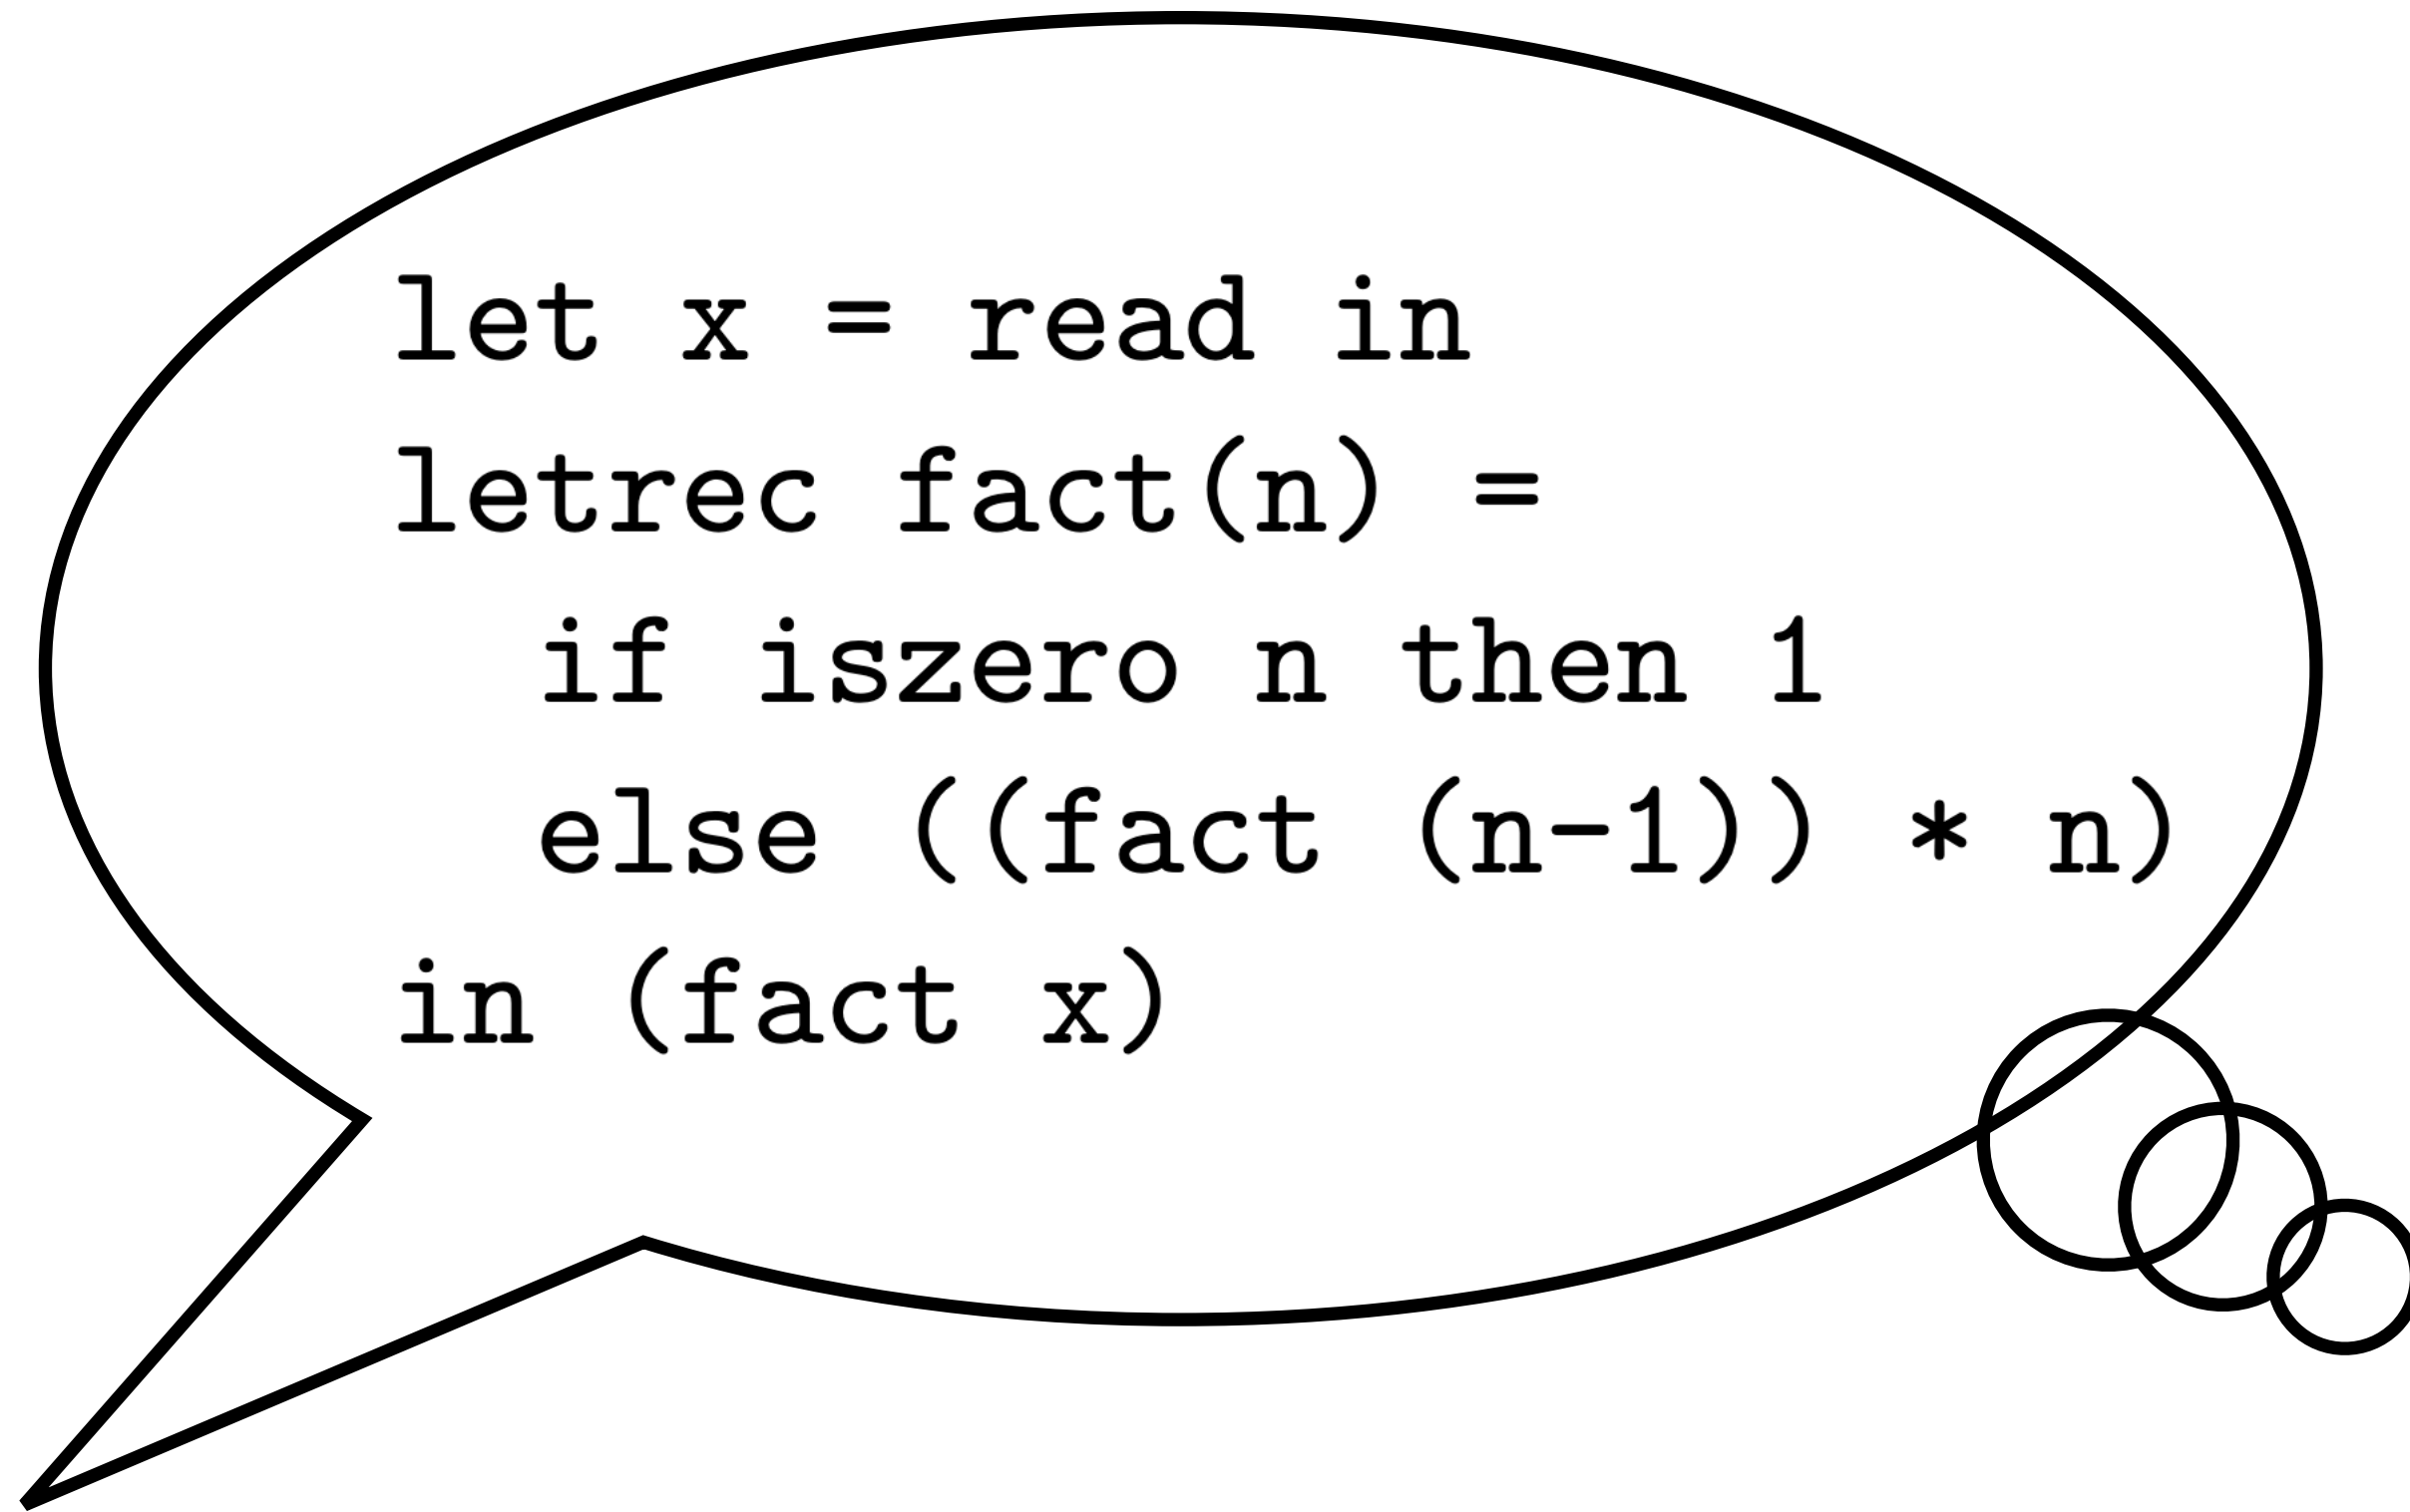 let x = read in
letrec fact(n) =
  if iszero n then 1
  else ((fact (n-1)) * n)
in (fact x)